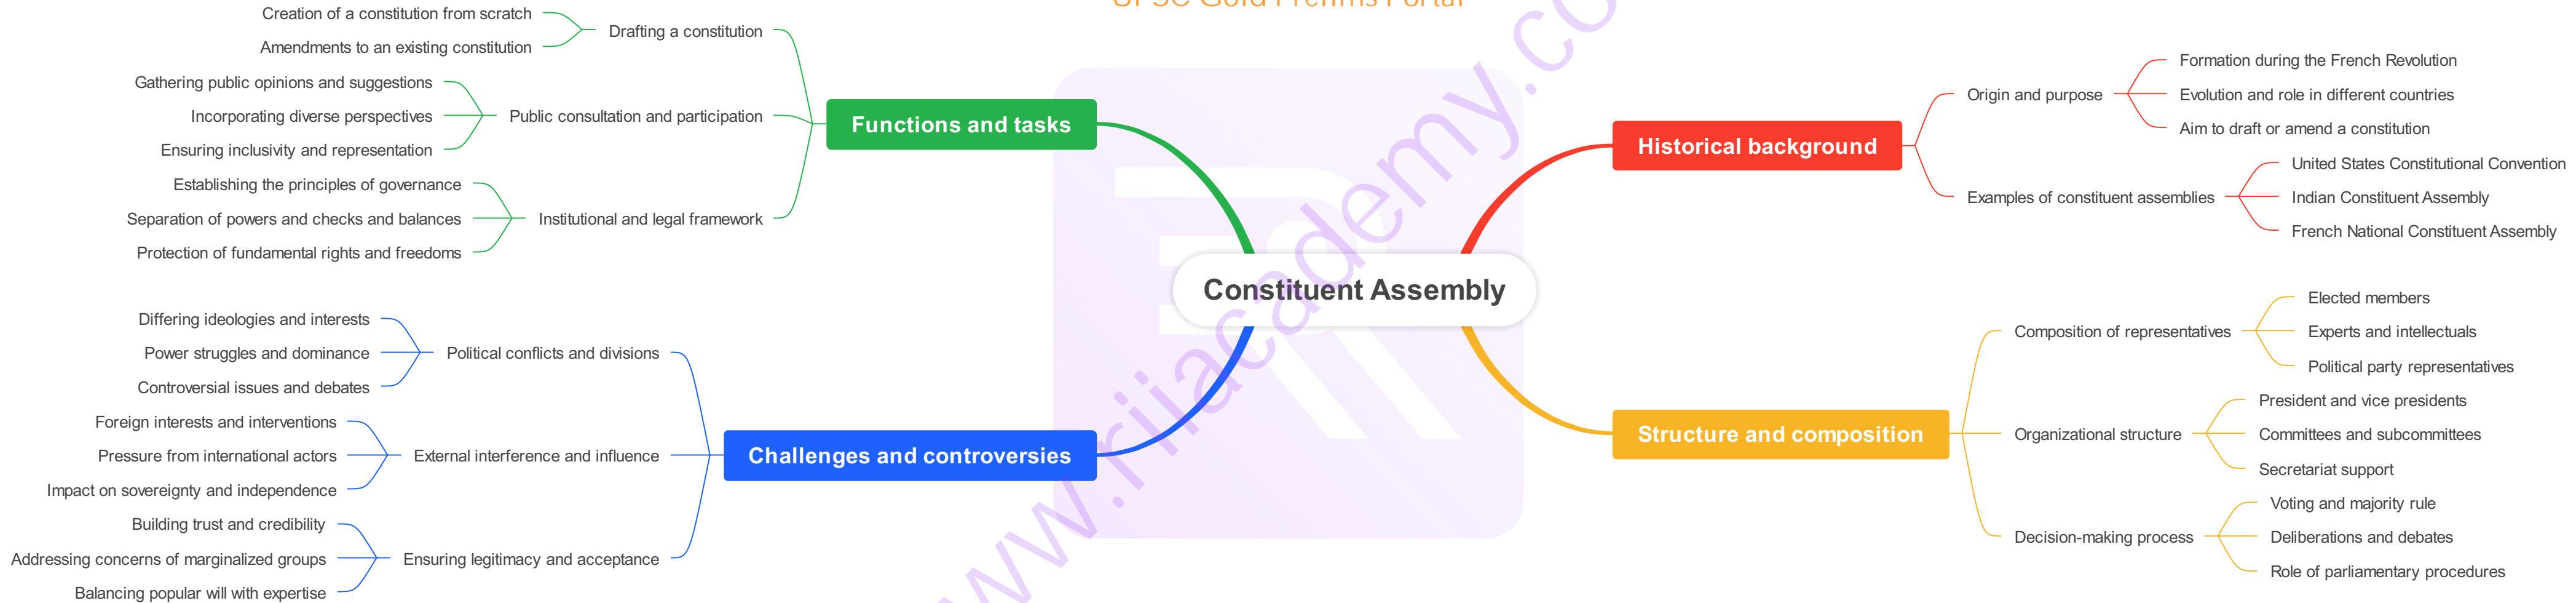 UPSC Gold Prelims Portal
Constituent Assembly
Functions and tasks
Drafting a constitution
Creation of a constitution from scratch
Amendments to an existing constitution
Public consultation and participation
Gathering public opinions and suggestions
Incorporating diverse perspectives
Ensuring inclusivity and representation
Institutional and legal framework
Establishing the principles of governance
Separation of powers and checks and balances
Protection of fundamental rights and freedoms
Challenges and controversies
Political conflicts and divisions
Differing ideologies and interests
Power struggles and dominance
Controversial issues and debates
External interference and influence
Foreign interests and interventions
Pressure from international actors
Impact on sovereignty and independence
Ensuring legitimacy and acceptance
Building trust and credibility
Addressing concerns of marginalized groups
Balancing popular will with expertise
Historical background
Origin and purpose
Formation during the French Revolution
Evolution and role in different countries
Aim to draft or amend a constitution
Examples of constituent assemblies
United States Constitutional Convention
Indian Constituent Assembly
French National Constituent Assembly
Structure and composition
Composition of representatives
Elected members
Experts and intellectuals
Political party representatives
Organizational structure
President and vice presidents
Committees and subcommittees
Secretariat support
Decision-making process
Voting and majority rule
Deliberations and debates
Role of parliamentary procedures